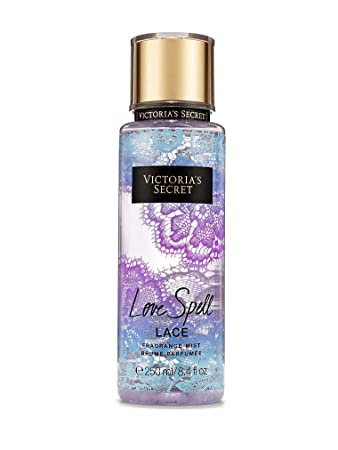 VICTORIA'S SECRET
VICTORIA'S
SECRET
Love Spell
LACE
FRAGRANCE MIST
BRUME PARFUMÉE
℮ 250 ml/8.4 fl oz